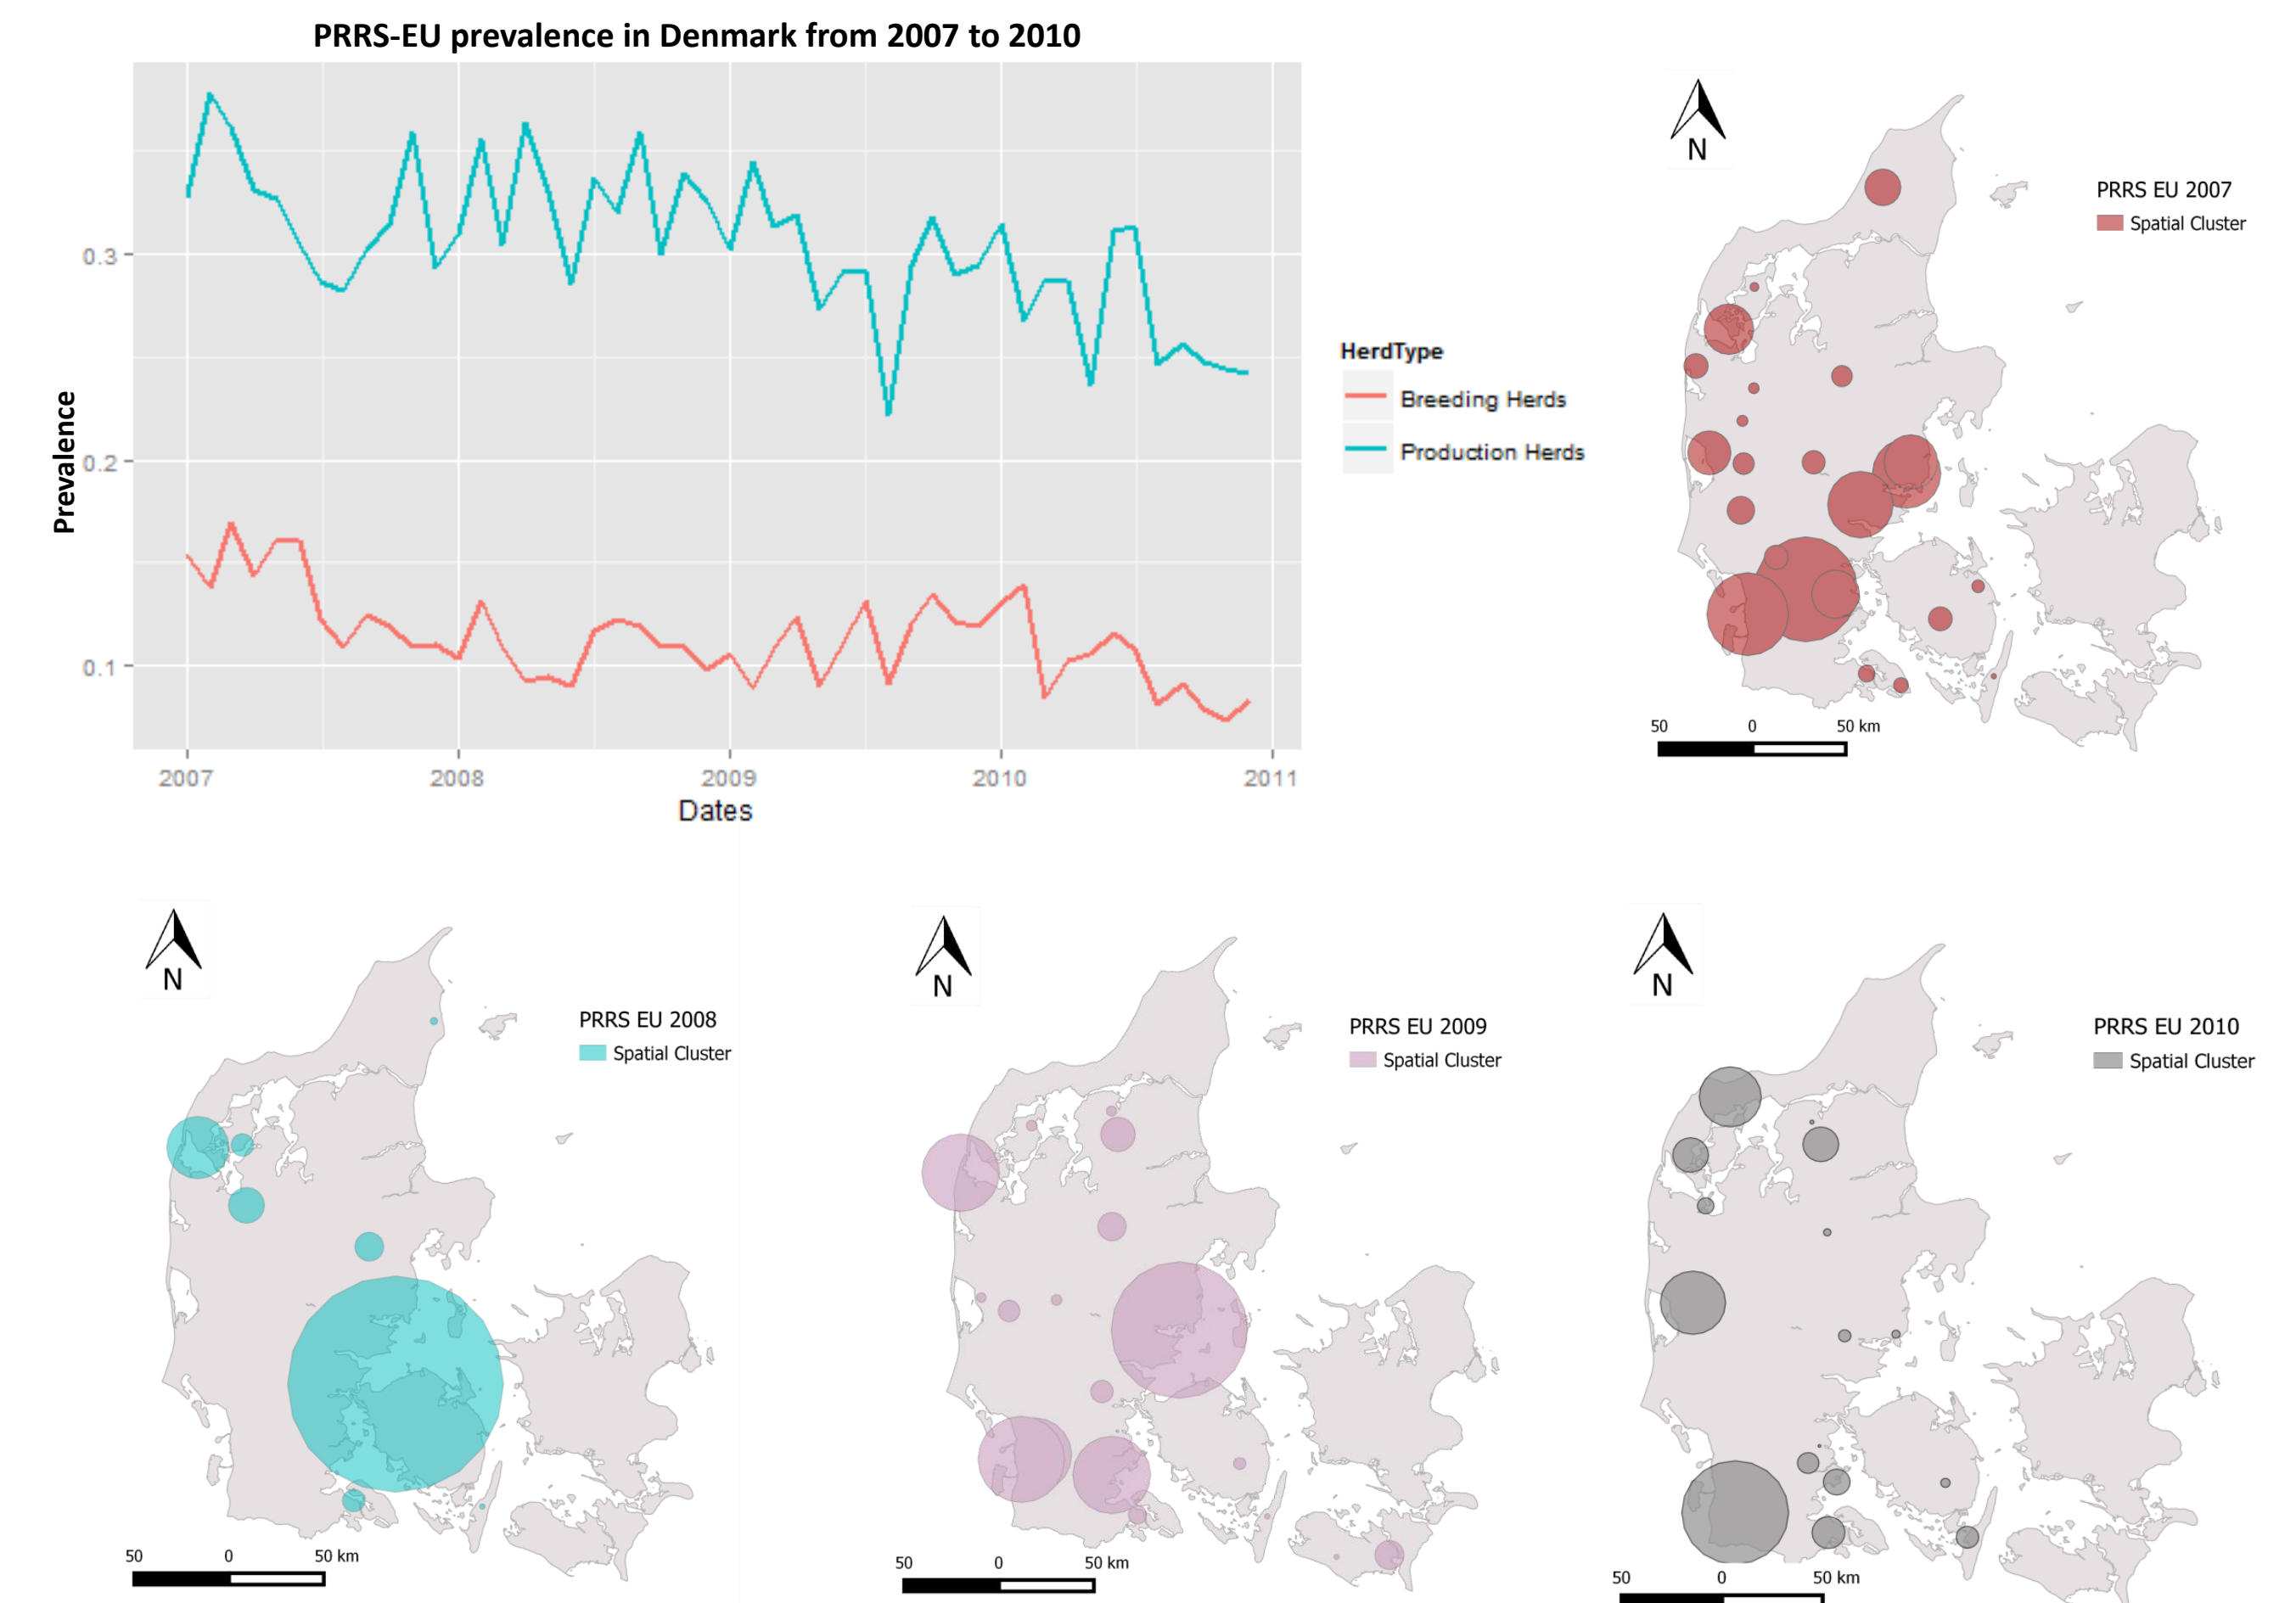 PRRS-EU prevalence in Denmark from 2007 to 2010
Prevalence
0.3
0.2
0.1
2007
2008
2009
2010
2011
Dates
HerdType
Breeding Herds
Production Herds
N
PRRS EU 2007
Spatial Cluster
50 0 50 km
N
PRRS EU 2008
Spatial Cluster
50 0 50 km
N
PRRS EU 2009
Spatial Cluster
50 0 50 km
N
PRRS EU 2010
Spatial Cluster
50 0 50 km